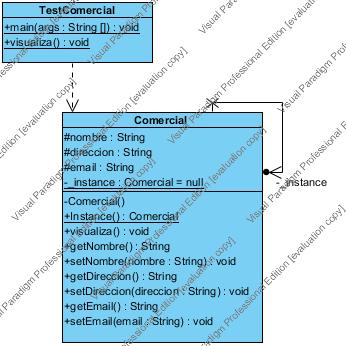 TestComercial
+main(args : String []) : void
+visualiza() : void
Comercial
#nombre : String
#direccion : String
#email : String
-_instance : Comercial = null
-_instance
-Comercial()
+Instance() : Comercial
+visualiza() : void
+getNombre() : String
+setNombre(nombre : String) : void
+getDireccion() : String
+setDireccion(direccion : String) : void
+getEmail() : String
+setEmail(email : String) : void
Visual Paradigm Professional Edition [evaluation copy]